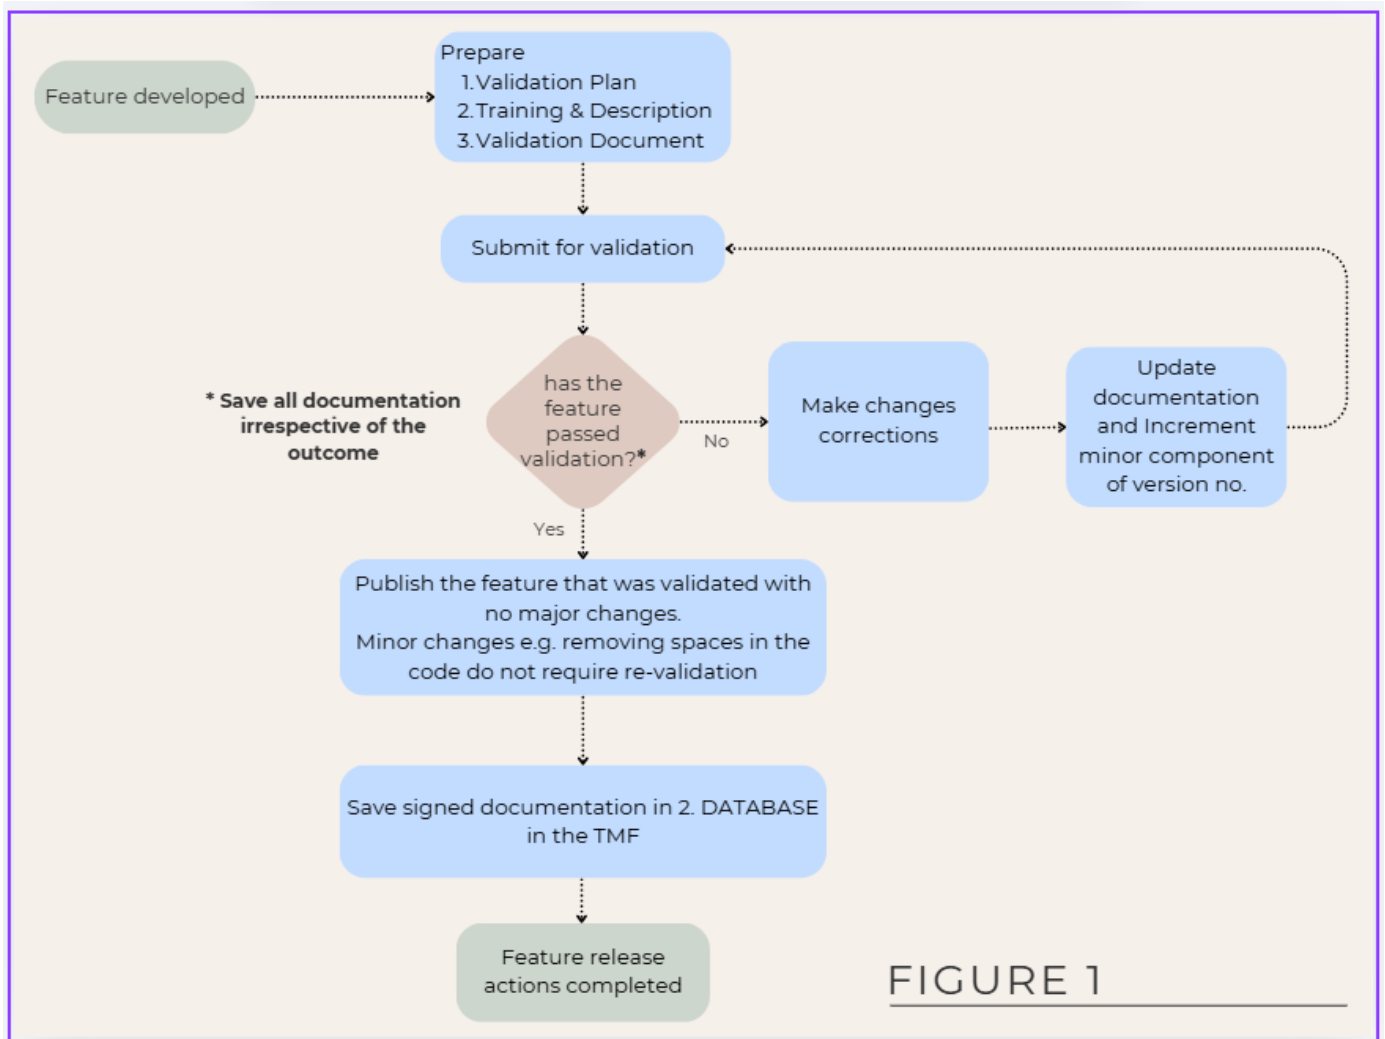 Feature developed
Prepare
1. Validation Plan
2. Training & Description
3. Validation Document
Submit for validation
* Save all documentation
irrespective of the
outcome
has the
feature
passed
validation?*
No
Make changes
corrections
Update
documentation
and Increment
minor component
of version no.
Yes
Publish the feature that was validated with
no major changes.
Minor changes e.g. removing spaces in the
code do not require re-validation
Save signed documentation in 2. DATABASE
in the TMF
Feature release
actions completed
FIGURE 1